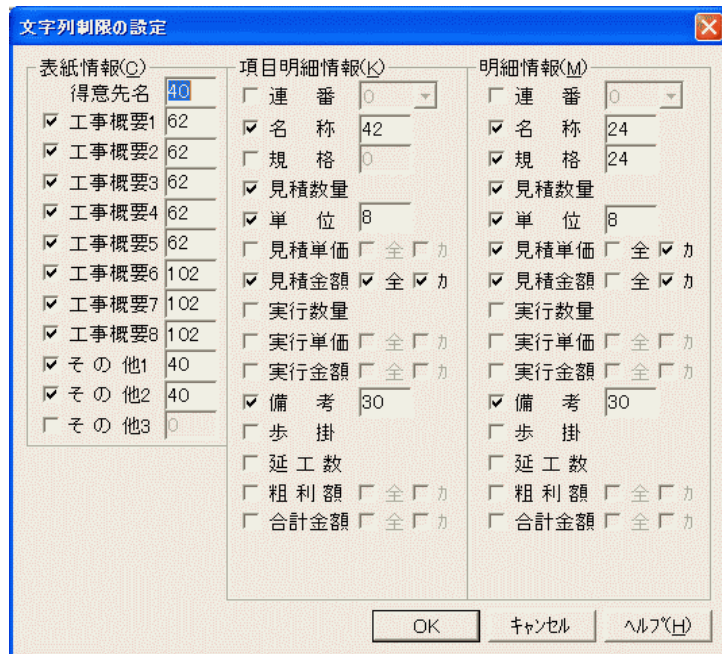 文字列制限の設定
表紙情報(C)
得意先名 40
工事概要1 62
工事概要2 62
工事概要3 62
工事概要4 62
工事概要5 62
工事概要6 102
工事概要7 102
工事概要8 102
その他1 40
その他2 40
その他3 0
項目明細情報(K)
連番 0
名称 42
規格 0
見積数量
単位 8
見積単価 全 カ
見積金額 全 カ
実行数量
実行単価 全 カ
実行金額 全 カ
備考 30
歩掛
延工数
粗利額 全 カ
合計金額 全 カ
明細情報(M)
連番 0
名称 24
規格 24
見積数量
単位 8
見積単価 全 カ
見積金額 全 カ
実行数量
実行単価 全 カ
実行金額 全 カ
備考 30
歩掛
延工数
粗利額 全 カ
合計金額 全 カ
OK キャンセル ヘルプ(H)